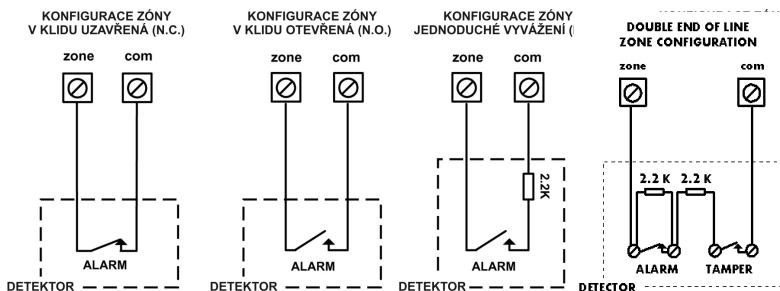 KONFIGURACE ZÓNY
V KLIDU UZAVŘENÁ (N.C.)
zone com
ALARM
DETEKTOR
KONFIGURACE ZÓNY
V KLIDU OTEVŘENÁ (N.O.)
zone com
ALARM
DETEKTOR
KONFIGURACE ZÓNY
JEDNODUCHÉ VYVÁŽENÍ (
zone com
2.2K
ALARM
DETEKTOR
DOUBLE END OF LINE
ZONE CONFIGURATION
zone com
2.2 K 2.2 K
ALARM TAMPER
DETECTOR